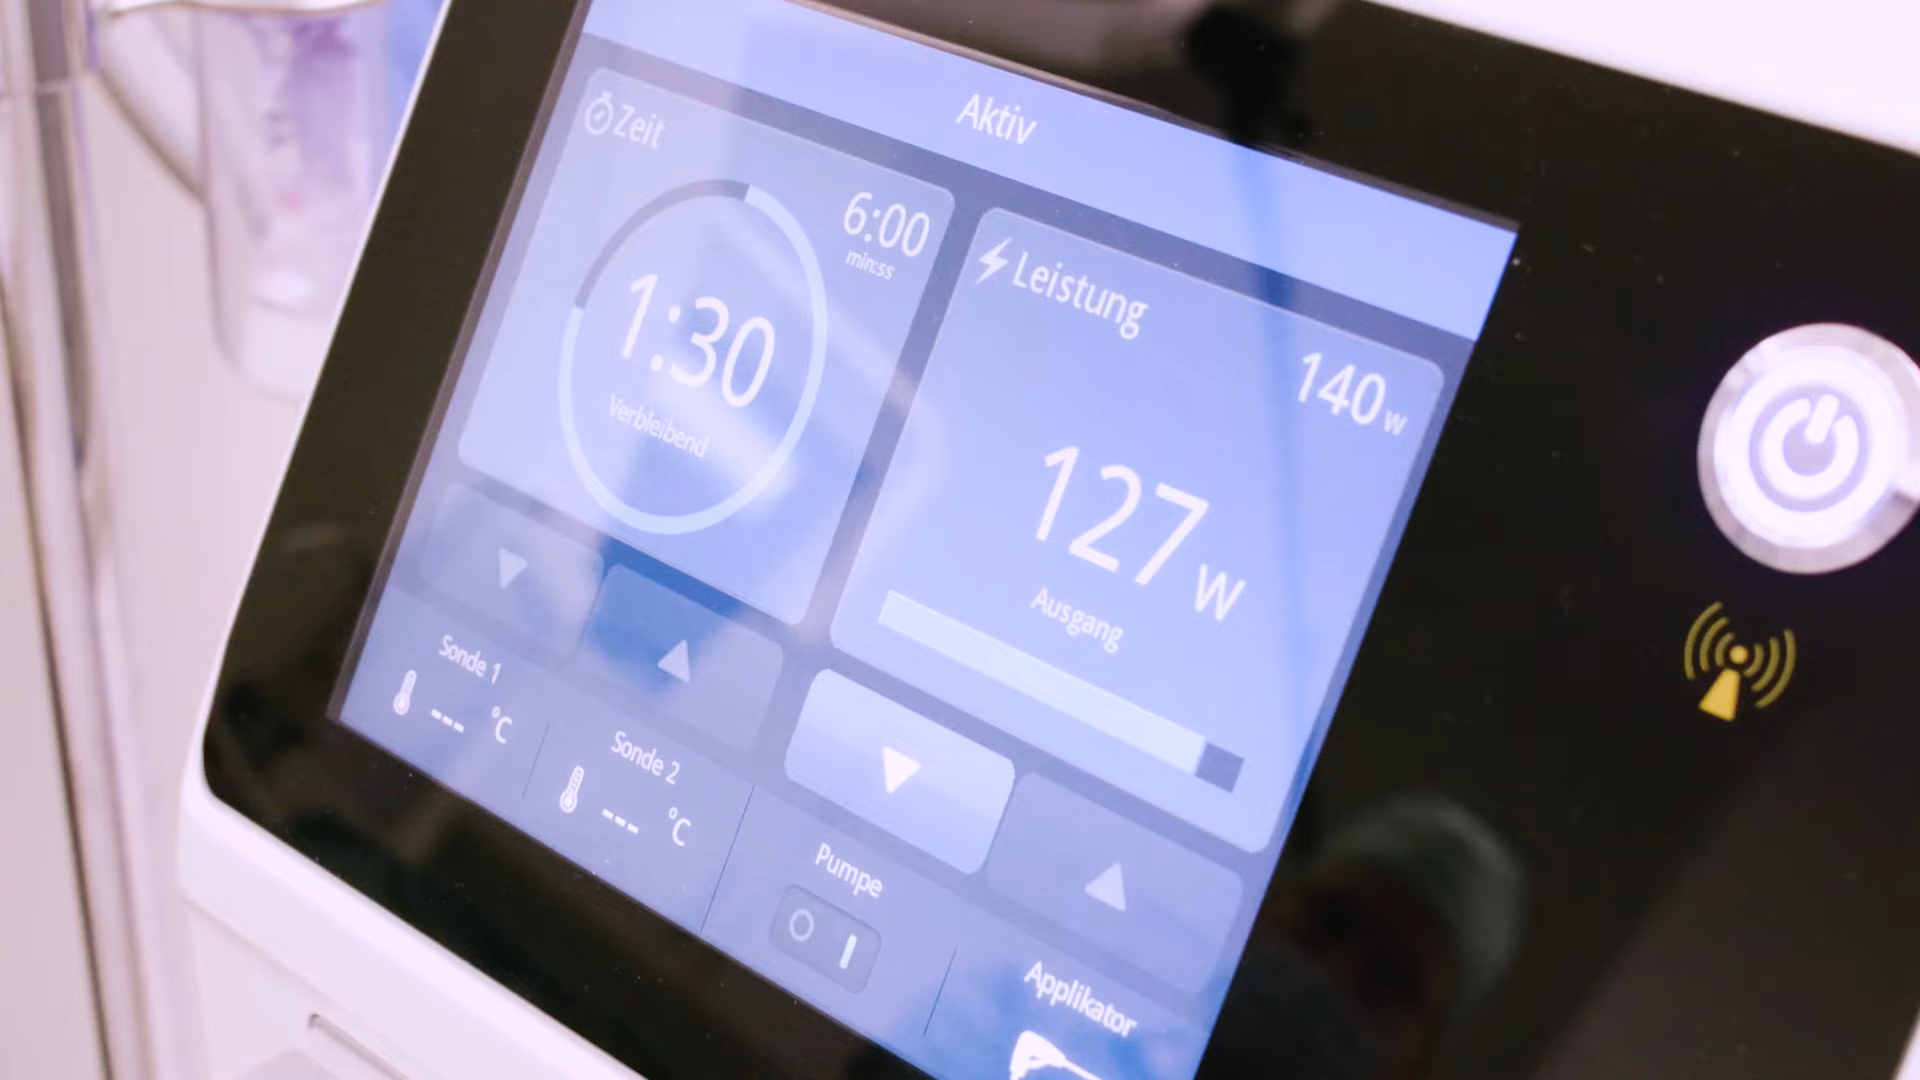 Aktiv
Zeit
6:00
min:ss
1:30
Verbleibend
Leistung
140 W
127 W
Ausgang
Sonde 1
--- °C
Sonde 2
--- °C
Pumpe
Applikator